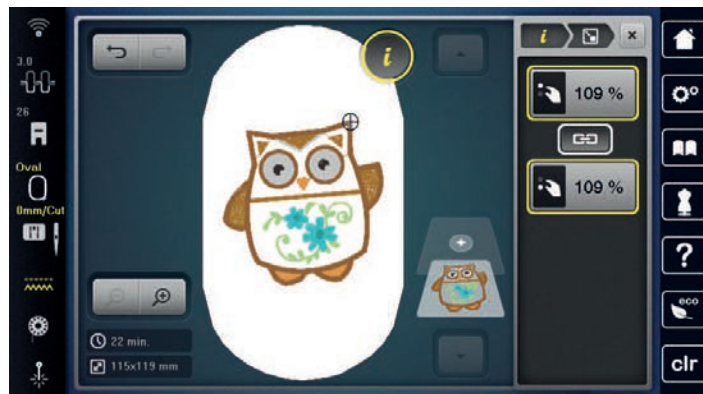 3.0
26
Oval
0mm/Cut
i
22 min.
115x119 mm
i
×
109 %
109 %
?
eco
clr